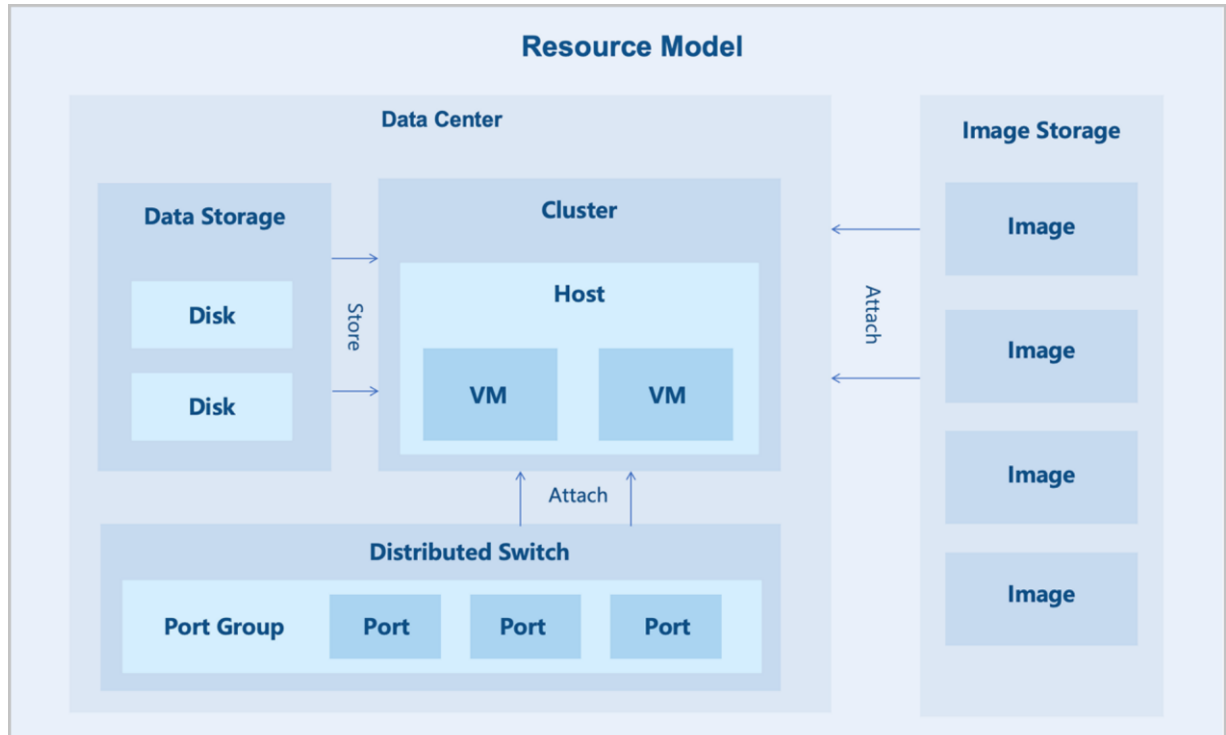 Resource Model
Data Center
Image Storage
Data Storage
Disk
Disk
Store
Cluster
Host
VM
VM
Attach
Distributed Switch
Port Group
Port
Port
Port
Attach
Image
Image
Image
Image